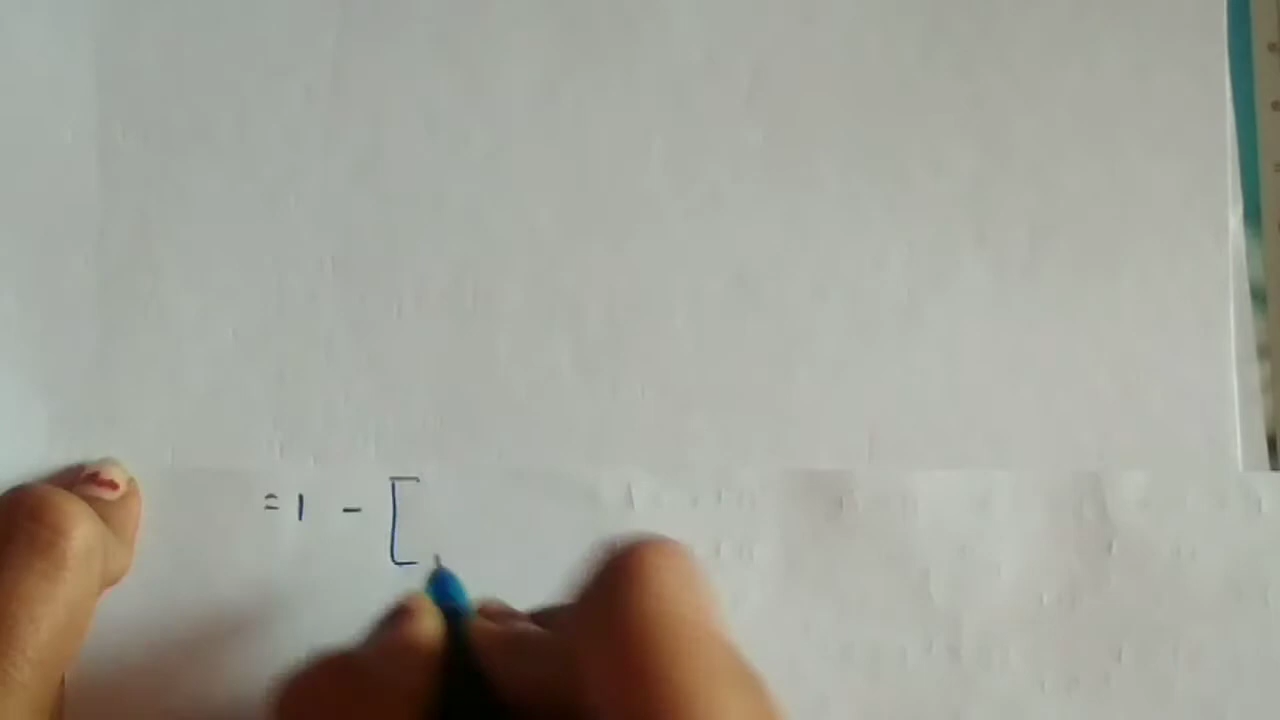 = 1 - [